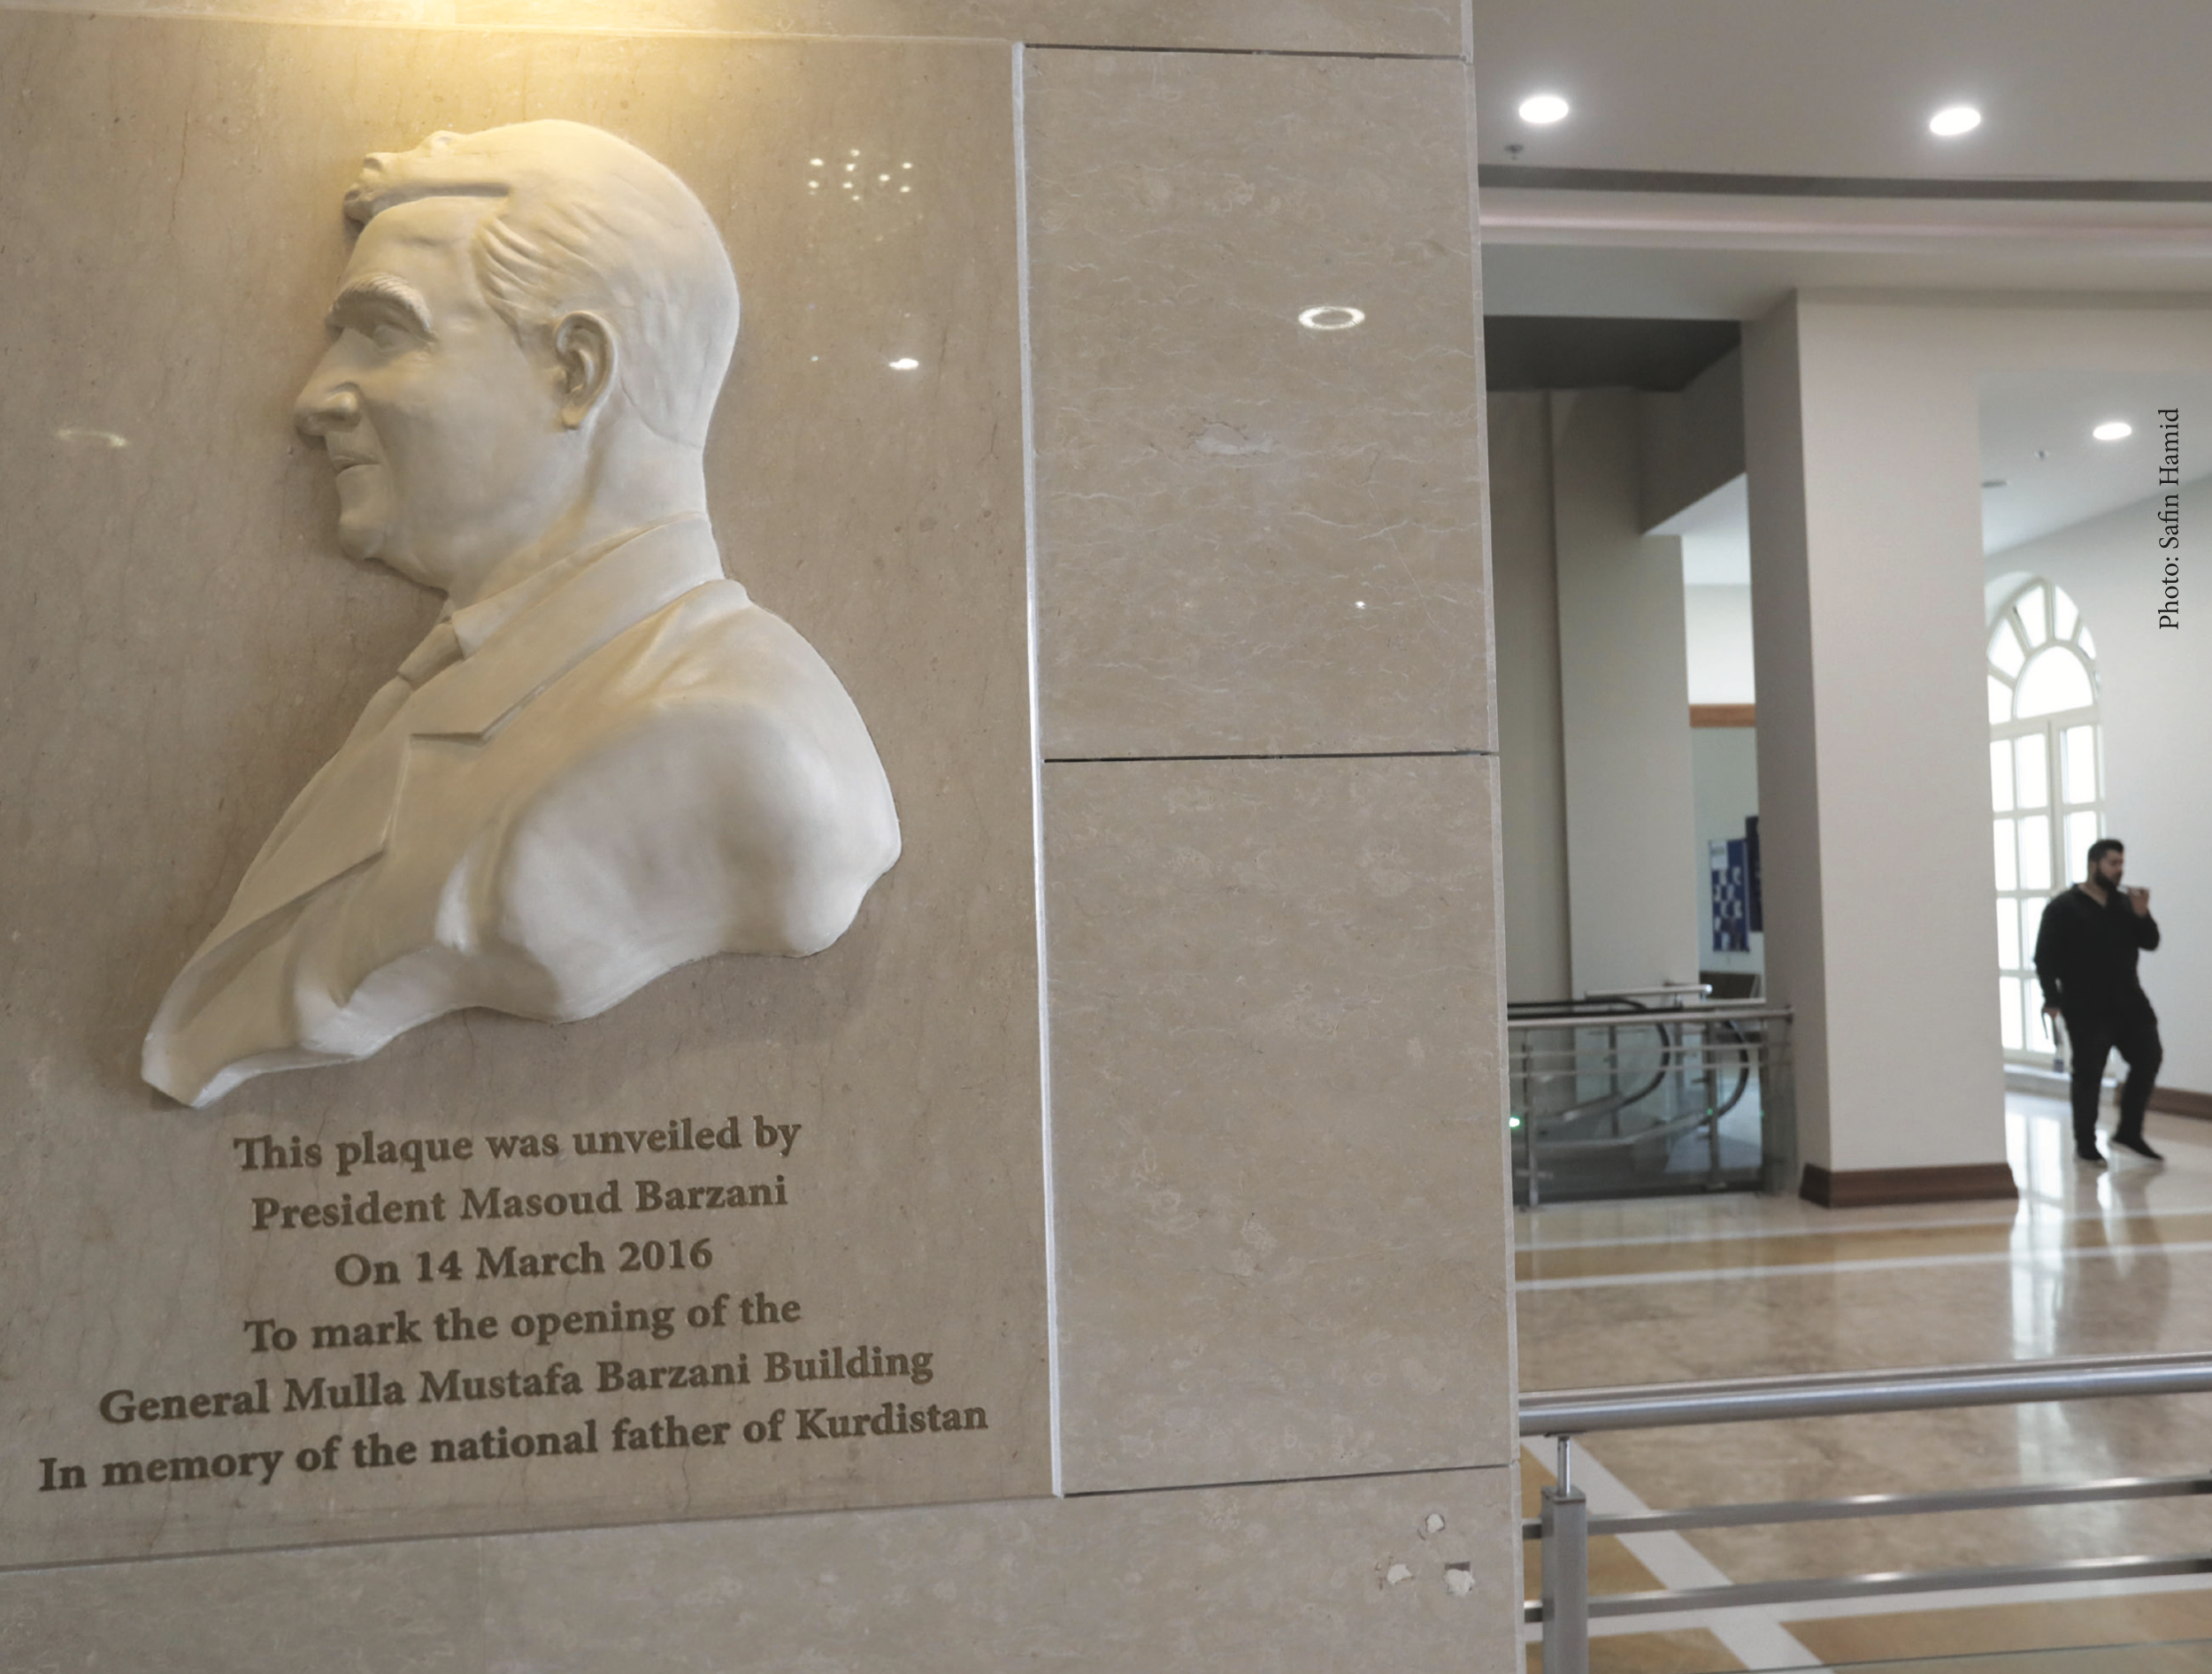 This plaque was unveiled by
President Masoud Barzani
On 14 March 2016
To mark the opening of the
General Mulla Mustafa Barzani Building
In memory of the national father of Kurdistan
Photo: Safin Hamid